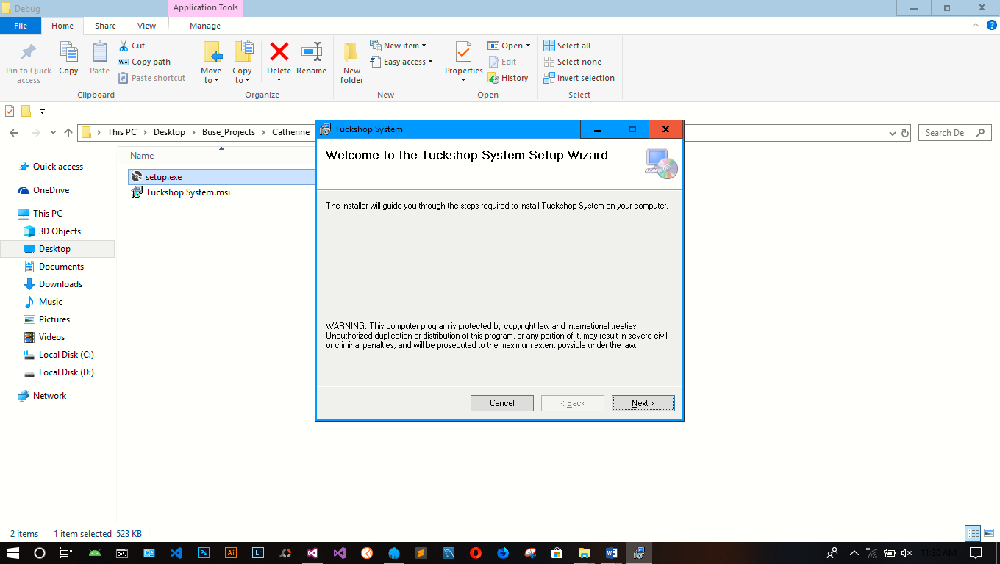 Debug
Application Tools
File
Home
Share
View
Manage
Pin to Quick
access
Copy
Paste
Cut
Copy path
Paste shortcut
Clipboard
Move
to
Copy
to
Delete
Rename
Organize
New
folder
New item
Easy access
New
Properties
Open
Edit
History
Open
Select all
Select none
Invert selection
Select
This PC > Desktop > Buse_Projects > Catherine
Search De
Quick access
OneDrive
This PC
3D Objects
Desktop
Documents
Downloads
Music
Pictures
Videos
Local Disk (C:)
Local Disk (D:)
Network
Name
setup.exe
Tuckshop System.msi
Tuckshop System
Welcome to the Tuckshop System Setup Wizard
The installer will guide you through the steps required to install Tuckshop System on your computer.
WARNING: This computer program is protected by copyright law and international treaties.
Unauthorized duplication or distribution of this program, or any portion of it, may result in severe civil
or criminal penalties, and will be prosecuted to the maximum extent possible under the law.
Cancel
< Back
Next >
2 items
1 item selected 523 KB
Ps
Ai
Lr
11:30 AM